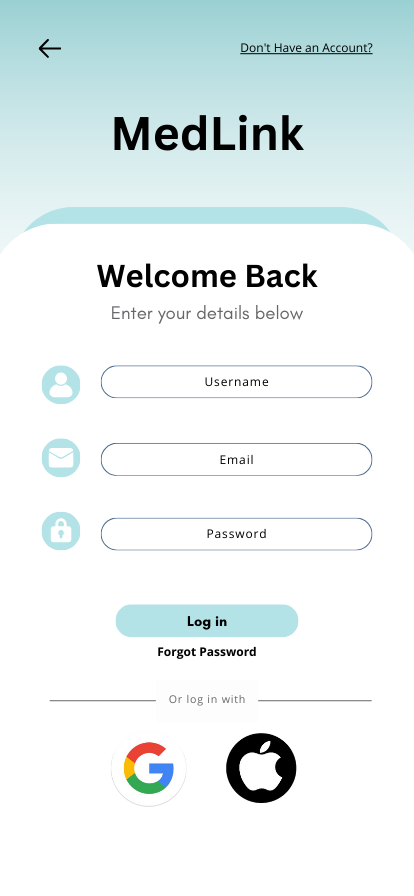 Don't Have an Account?
MedLink
Welcome Back
Enter your details below
Username
Email
Password
Log in
Forgot Password
Or log in with